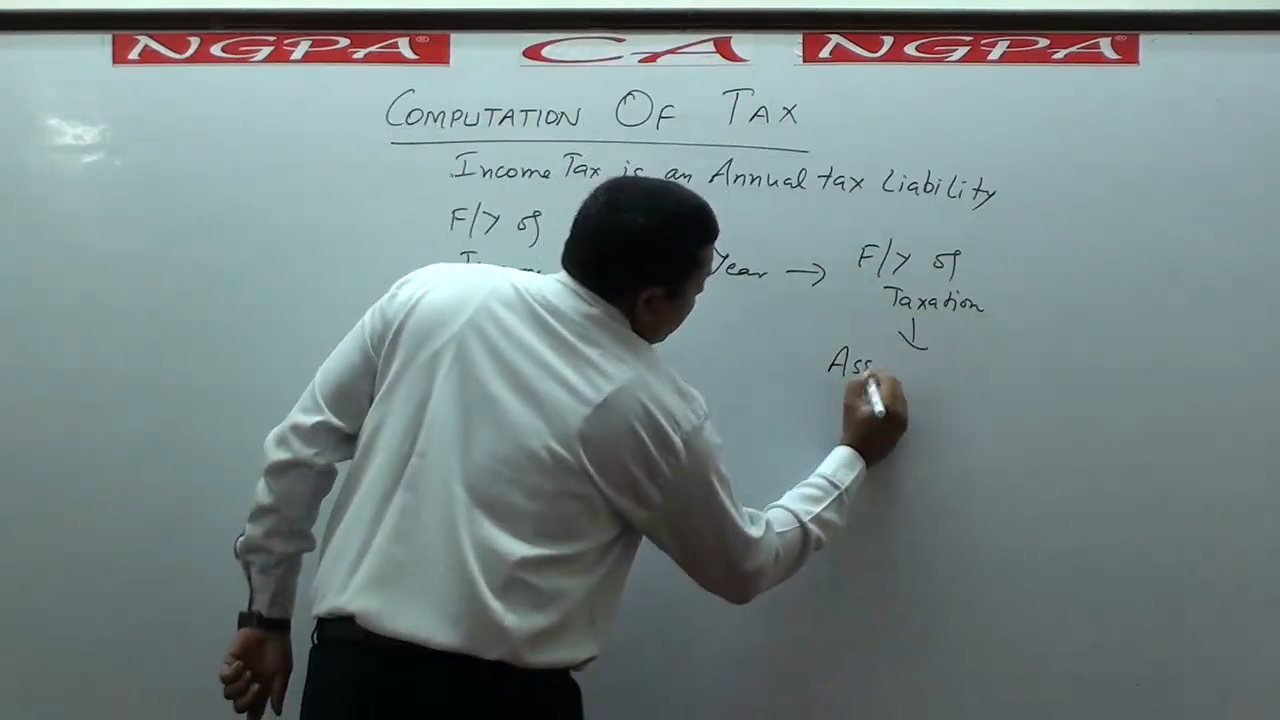 NGPA® CA NGPA®
COMPUTATION OF TAX
Income Tax is an Annual tax Liability
F/Y of
Year → F/Y of
Taxation
↓
Ass